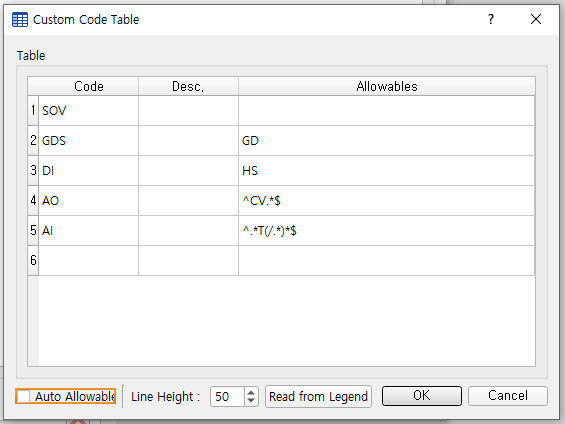 Custom Code Table ? ×
Table
Code Desc, Allowables
1 SOV
2 GDS GD
3 DI HS
4 AO ^CV.*$
5 AI ^.*T(/.*)*$
6
Auto Allowable Line Height : 50 Read from Legend OK Cancel